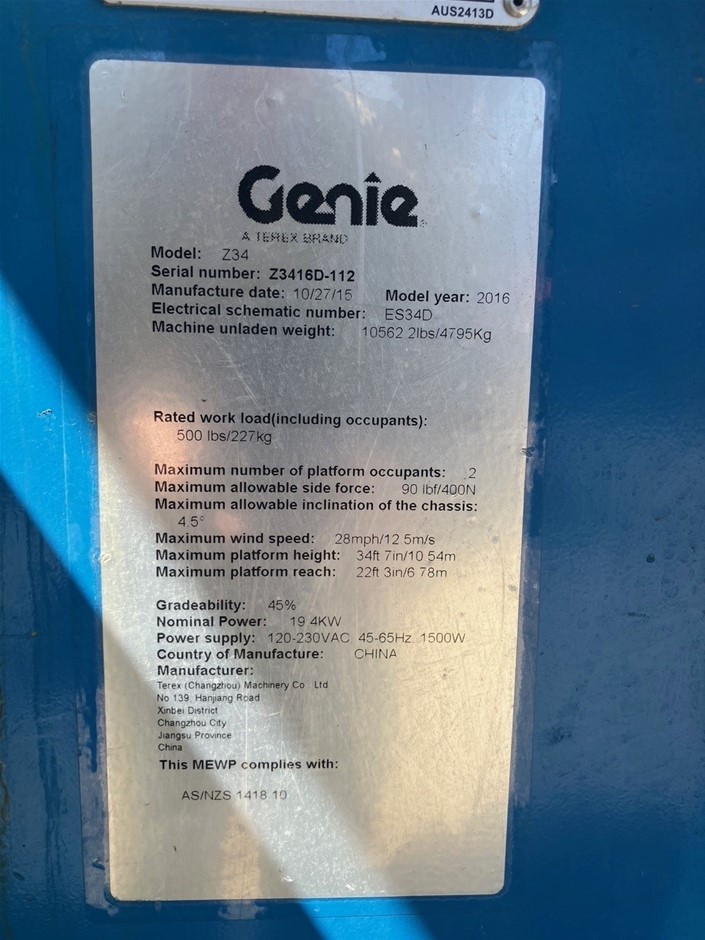 AUS2413D
Genie
A TEREX BRAND
Model: Z34
Serial number: Z3416D-112
Manufacture date: 10/27/15 Model year: 2016
Electrical schematic number: ES34D
Machine unladen weight: 10562 2lbs/4795Kg
Rated work load(including occupants):
500 lbs/227kg
Maximum number of platform occupants: 2
Maximum allowable side force: 90 lbf/400N
Maximum allowable inclination of the chassis:
4.5°
Maximum wind speed: 28mph/12 5m/s
Maximum platform height: 34ft 7in/10 54m
Maximum platform reach: 22ft 3in/6 78m
Gradeability: 45%
Nominal Power: 19 4KW
Power supply: 120-230VAC 45-65Hz 1500W
Country of Manufacture: CHINA
Manufacturer:
Terex (Changzhou) Machinery Co Ltd
No 139 Hanjiang Road
Xinbei District
Changzhou City
Jiangsu Province
China
This MEWP complies with:
AS/NZS 1418 10